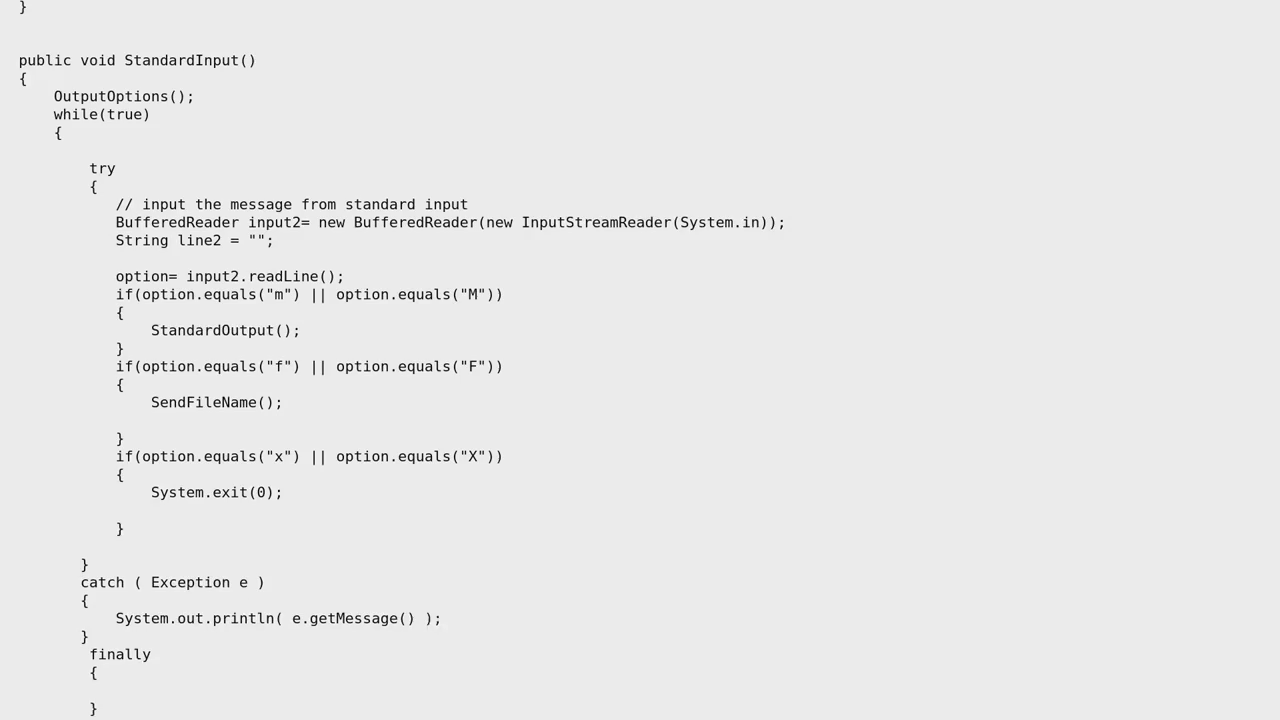 }
public void StandardInput()
{
    OutputOptions();
    while(true)
    {
        try
        {
           // input the message from standard input
           BufferedReader input2= new BufferedReader(new InputStreamReader(System.in));
           String line2 = "";
           option= input2.readLine();
           if(option.equals("m") || option.equals("M"))
           {
               StandardOutput();
           }
           if(option.equals("f") || option.equals("F"))
           {
               SendFileName();
           }
           if(option.equals("x") || option.equals("X"))
           {
               System.exit(0);
           }
       }
       catch ( Exception e )
       {
           System.out.println( e.getMessage() );
       }
        finally
        {
        }